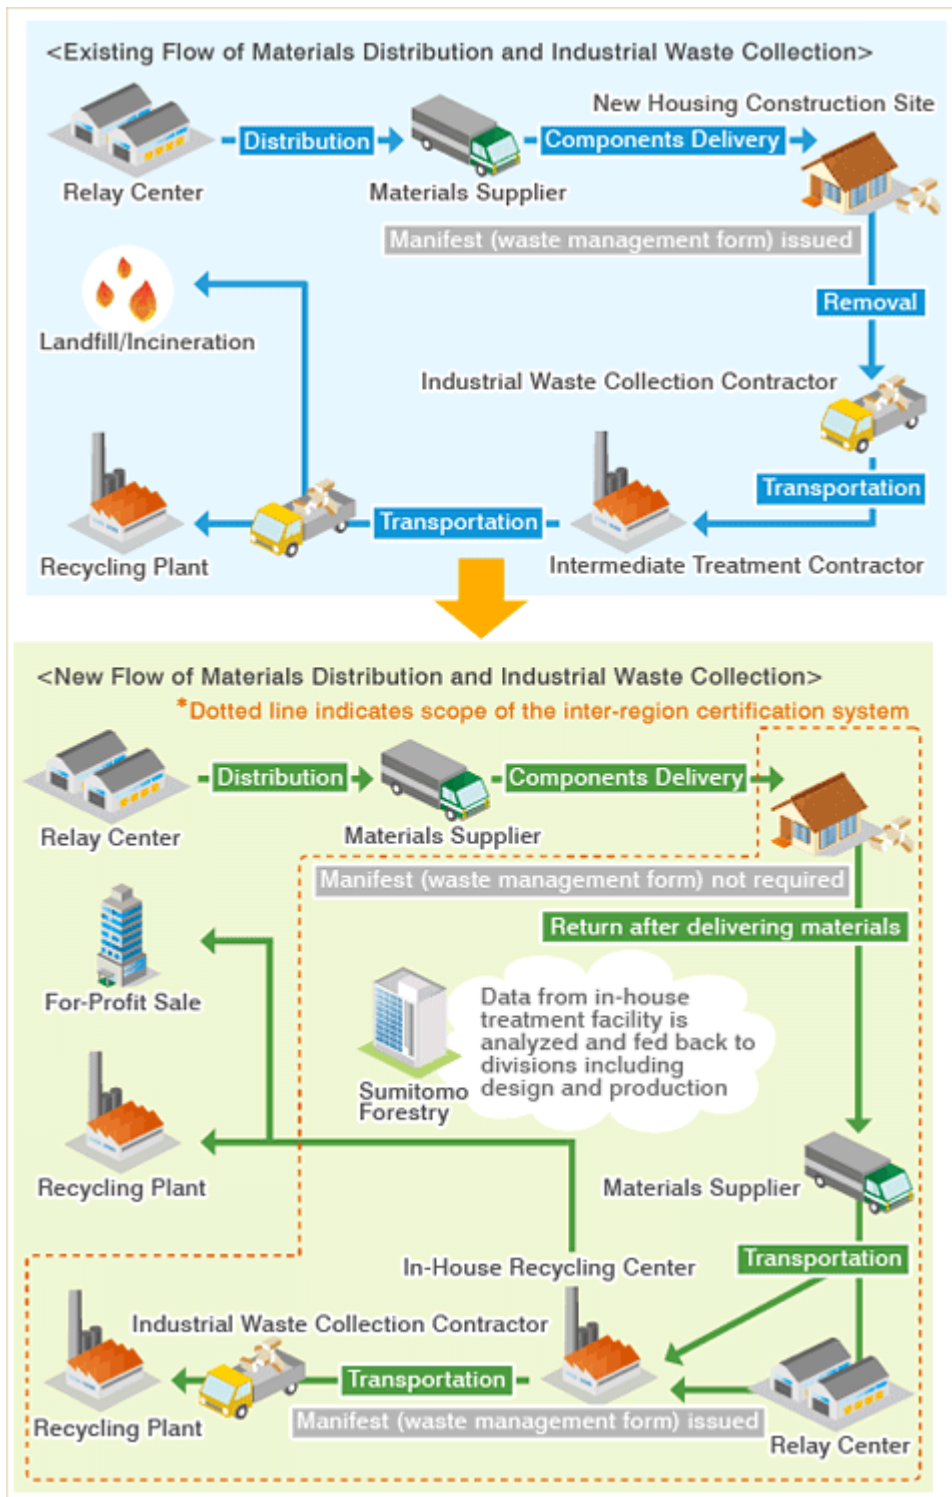 <Existing Flow of Materials Distribution and Industrial Waste Collection>
New Housing Construction Site
Distribution
Components Delivery
Relay Center
Materials Supplier
Manifest (waste management form) issued
Removal
Landfill/Incineration
Industrial Waste Collection Contractor
Transportation
Transportation
Recycling Plant
Intermediate Treatment Contractor
<New Flow of Materials Distribution and Industrial Waste Collection>
*Dotted line indicates scope of the inter-region certification system
Distribution
Components Delivery
Relay Center
Materials Supplier
Manifest (waste management form) not required
Return after delivering materials
For-Profit Sale
Data from in-house
treatment facility is
analyzed and fed back to
divisions including
design and production
Sumitomo
Forestry
Recycling Plant
Materials Supplier
Transportation
In-House Recycling Center
Industrial Waste Collection Contractor
Transportation
Manifest (waste management form) issued
Recycling Plant
Relay Center